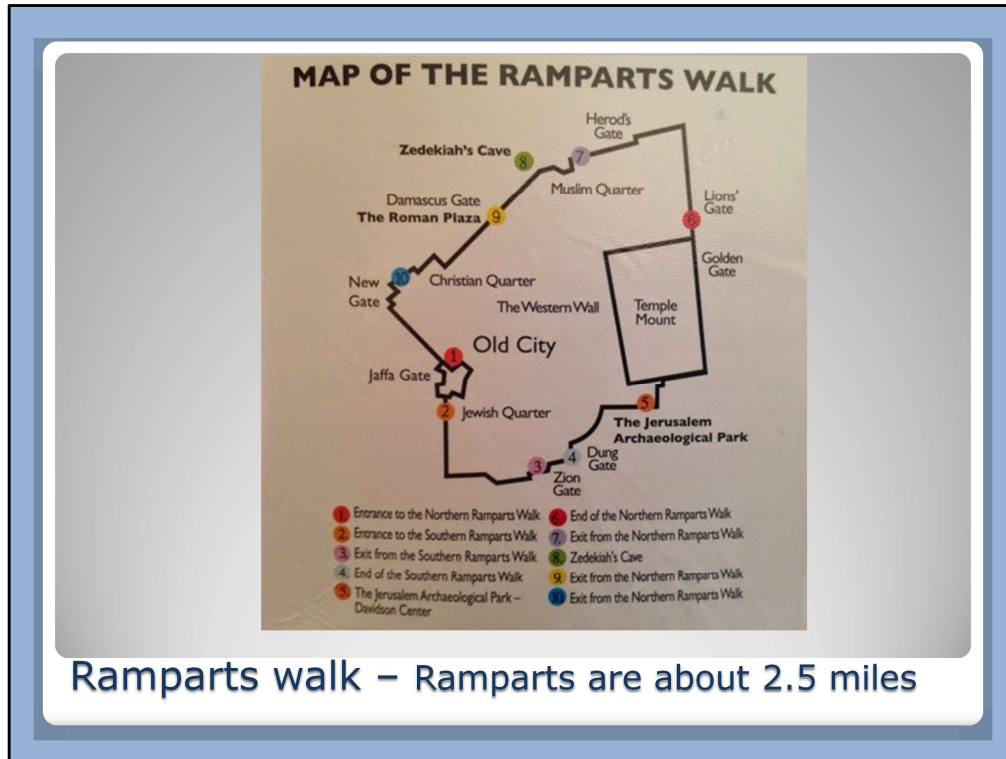 MAP OF THE RAMPARTS WALK
Herod's
Gate
Zedekiah's Cave
8
7
Muslim Quarter
Damascus Gate
The Roman Plaza
9
Lions'
Gate
6
Golden
Gate
New
Gate
10
Christian Quarter
The Western Wall
Temple
Mount
Old City
1
Jaffa Gate
2
Jewish Quarter
5
The Jerusalem
Archaeological Park
3
4
Dung
Gate
Zion
Gate
1. Entrance to the Northern Ramparts Walk
2. Entrance to the Southern Ramparts Walk
3. Exit from the Southern Ramparts Walk
4. End of the Southern Ramparts Walk
5. The Jerusalem Archaeological Park –
Davidson Center
6. End of the Northern Ramparts Walk
7. Exit from the Northern Ramparts Walk
8. Zedekiah's Cave
9. Exit from the Northern Ramparts Walk
10. Exit from the Northern Ramparts Walk
Ramparts walk – Ramparts are about 2.5 miles